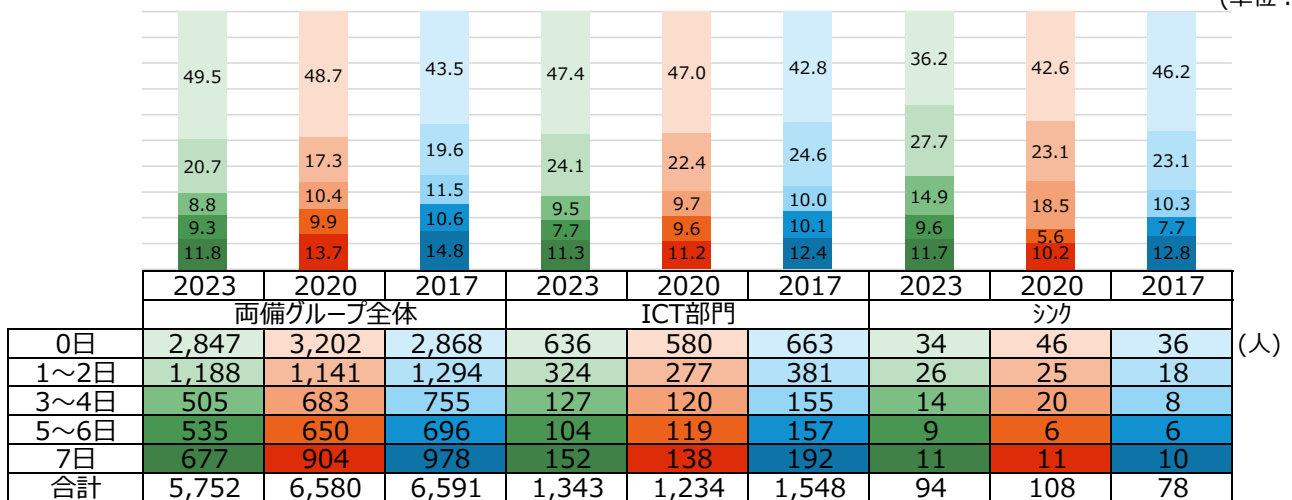 (単位：
49.5 48.7 43.5 47.4 47.0 42.8 36.2 42.6 46.2
20.7 17.3 19.6 24.1 22.4 24.6 27.7 23.1 23.1
8.8 10.4 11.5 9.5 9.7 10.0 14.9 18.5 10.3
9.3 9.9 10.6 7.7 9.6 10.1 9.6 5.6 7.7
11.8 13.7 14.8 11.3 11.2 12.4 11.7 10.2 12.8
2023 2020 2017 2023 2020 2017 2023 2020 2017
両備グループ全体 ICT部門 ｼﾝｸ
0日 2,847 3,202 2,868 636 580 663 34 46 36 (人)
1～2日 1,188 1,141 1,294 324 277 381 26 25 18
3～4日 505 683 755 127 120 155 14 20 8
5～6日 535 650 696 104 119 157 9 6 6
7日 677 904 978 152 138 192 11 11 10
合計 5,752 6,580 6,591 1,343 1,234 1,548 94 108 78